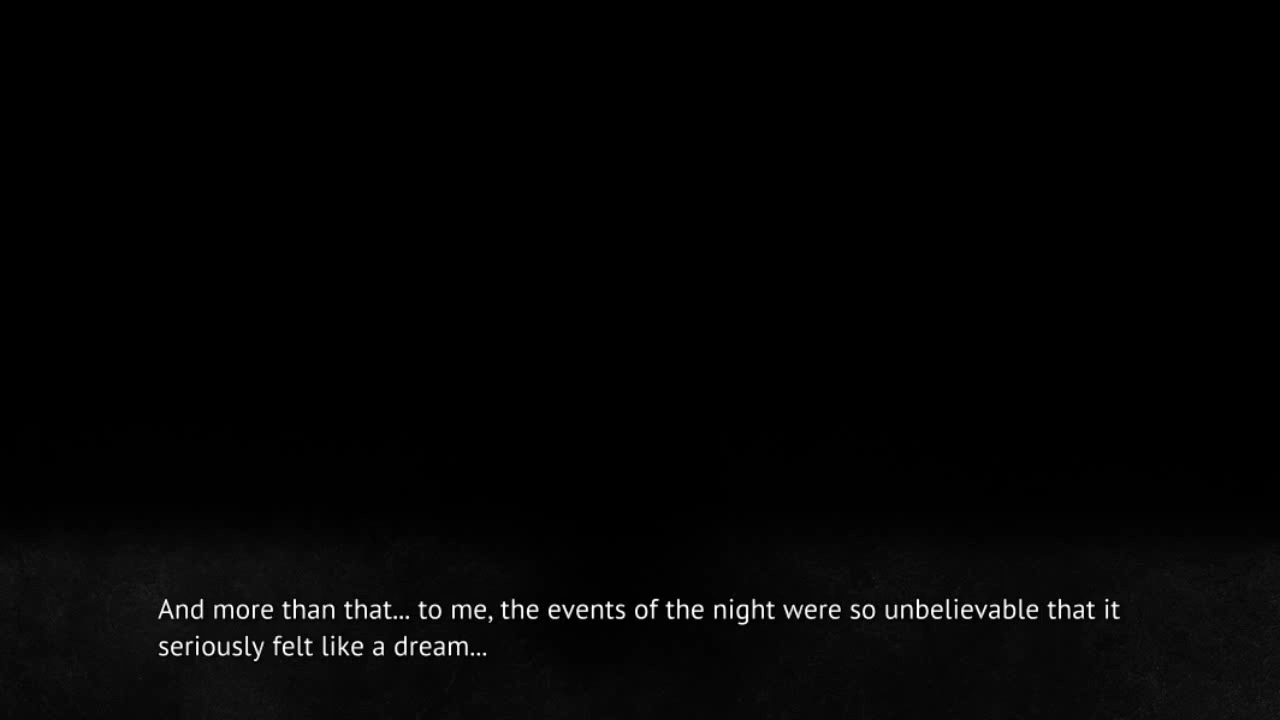 And more than that... to me, the events of the night were so unbelievable that it
seriously felt like a dream...